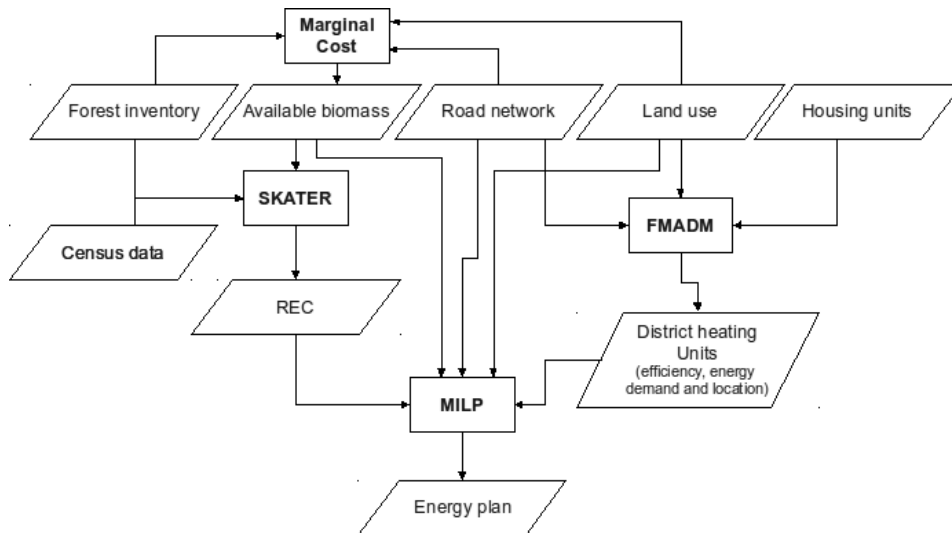 Marginal
Cost
Forest inventory
Available biomass
Road network
Land use
Housing units
SKATER
FMADM
Census data
REC
District heating
Units
(efficiency, energy
demand and location)
MILP
Energy plan